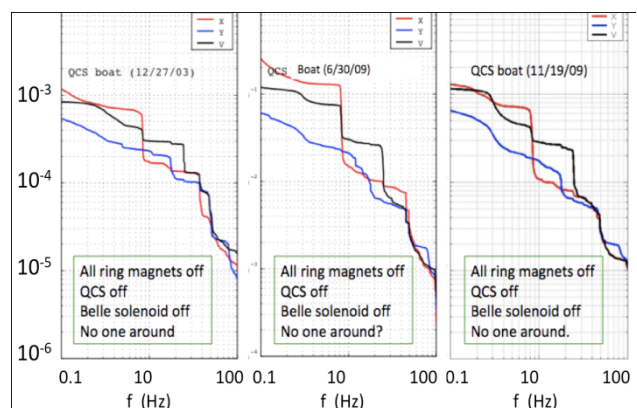 X
Y
V
QCS boat (12/27/03)
10⁻³
10⁻⁴
10⁻⁵
10⁻⁶
All ring magnets off
QCS off
Belle solenoid off
No one around
0.1 10 100
f (Hz)
X
Y
V
QCS Boat (6/30/09)
All ring magnets off
QCS off
Belle solenoid off
No one around?
0.1 10 100
f (Hz)
X
Y
V
QCS boat (11/19/09)
All ring magnets off
QCS off
Belle solenoid off
No one around.
0.1 10 100
f (Hz)